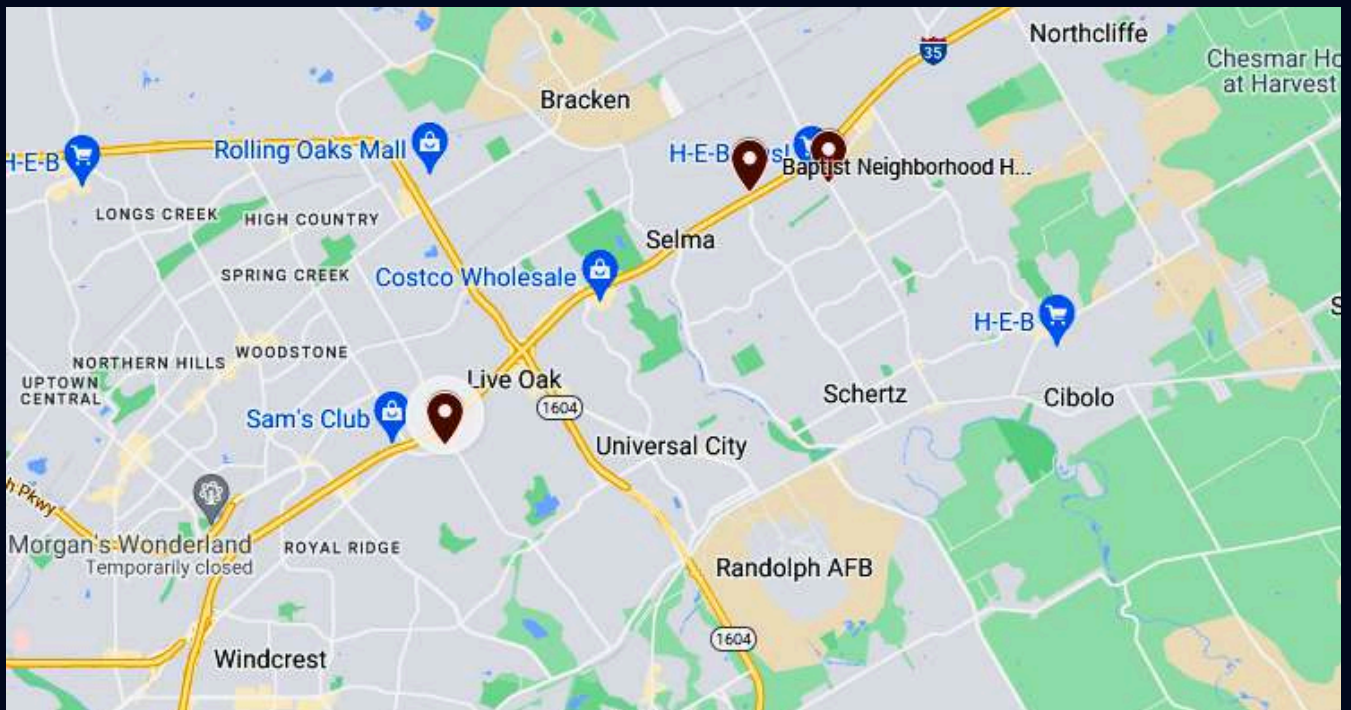 Northcliffe
35
Chesmar Ho
at Harvest
Bracken
H-E-B
Rolling Oaks Mall
H-E-B
Baptist Neighborhood H...
LONGS CREEK
HIGH COUNTRY
Selma
SPRING CREEK
Costco Wholesale
H-E-B
S
WOODSTONE
NORTHERN HILLS
UPTOWN
CENTRAL
Live Oak
Schertz
Cibolo
1604
Sam's Club
Universal City
h Pkwy
Morgan's Wonderland
Temporarily closed
ROYAL RIDGE
Randolph AFB
1604
Windcrest